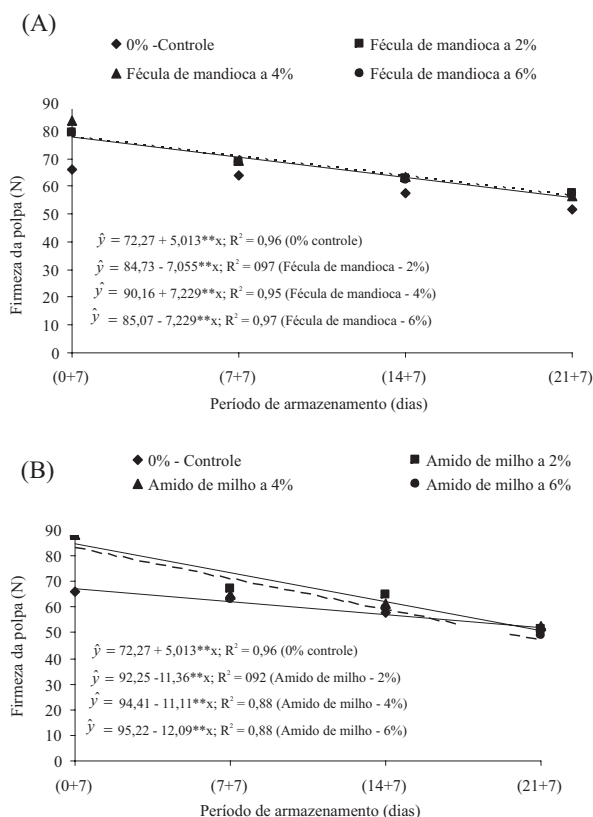 (A)
0% -Controle
Fécula de mandioca a 2%
Fécula de mandioca a 4%
Fécula de mandioca a 6%
Firmeza da polpa (N)
90
80
70
60
50
40
30
20
10
0
ŷ = 72,27 + 5,013**x; R² = 0,96 (0% controle)
ŷ = 84,73 - 7,055**x; R² = 097 (Fécula de mandioca - 2%)
ŷ = 90,16 + 7,229**x; R² = 0,95 (Fécula de mandioca - 4%)
ŷ = 85,07 - 7,229**x; R² = 0,97 (Fécula de mandioca - 6%)
(0+7) (7+7) (14+7) (21+7)
Período de armazenamento (dias)
(B)
0% - Controle
Amido de milho a 2%
Amido de milho a 4%
Amido de milho a 6%
Firmeza da polpa (N)
90
80
70
60
50
40
30
20
10
0
ŷ = 72,27 + 5,013**x; R² = 0,96 (0% controle)
ŷ = 92,25 -11,36**x; R² = 092 (Amido de milho - 2%)
ŷ = 94,41 - 11,11**x; R² = 0,88 (Amido de milho - 4%)
ŷ = 95,22 - 12,09**x; R² = 0,88 (Amido de milho - 6%)
(0+7) (7+7) (14+7) (21+7)
Período de armazenamento (dias)